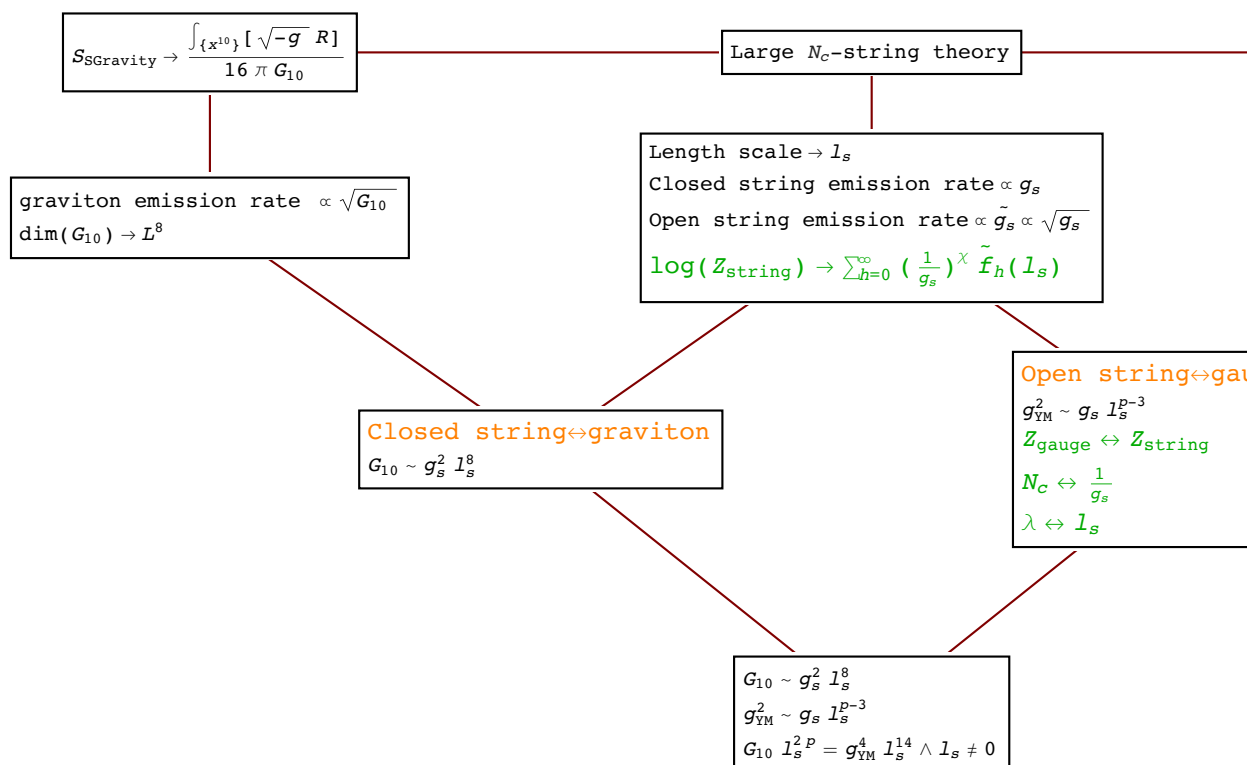 S_SGravity → ∫_{x^10} [√-g R] / 16 π G_10
Large N_c-string theory
graviton emission rate ∝ √G_10
dim(G_10) → L^8
Length scale → l_s
Closed string emission rate ∝ g_s
Open string emission rate ∝ g̃_s ∝ √g_s
log(Z_string) → ∑_{h=0}^{∞} (1/g_s)^χ f̃_h(l_s)
Closed string↔graviton
G_10 ~ g_s^2 l_s^8
Open string↔gau
g_YM^2 ~ g_s l_s^{p-3}
Z_gauge ↔ Z_string
N_c ↔ 1/g_s
λ ↔ l_s
G_10 ~ g_s^2 l_s^8
g_YM^2 ~ g_s l_s^{p-3}
G_10 l_s^{2 p} = g_YM^4 l_s^14 ∧ l_s ≠ 0